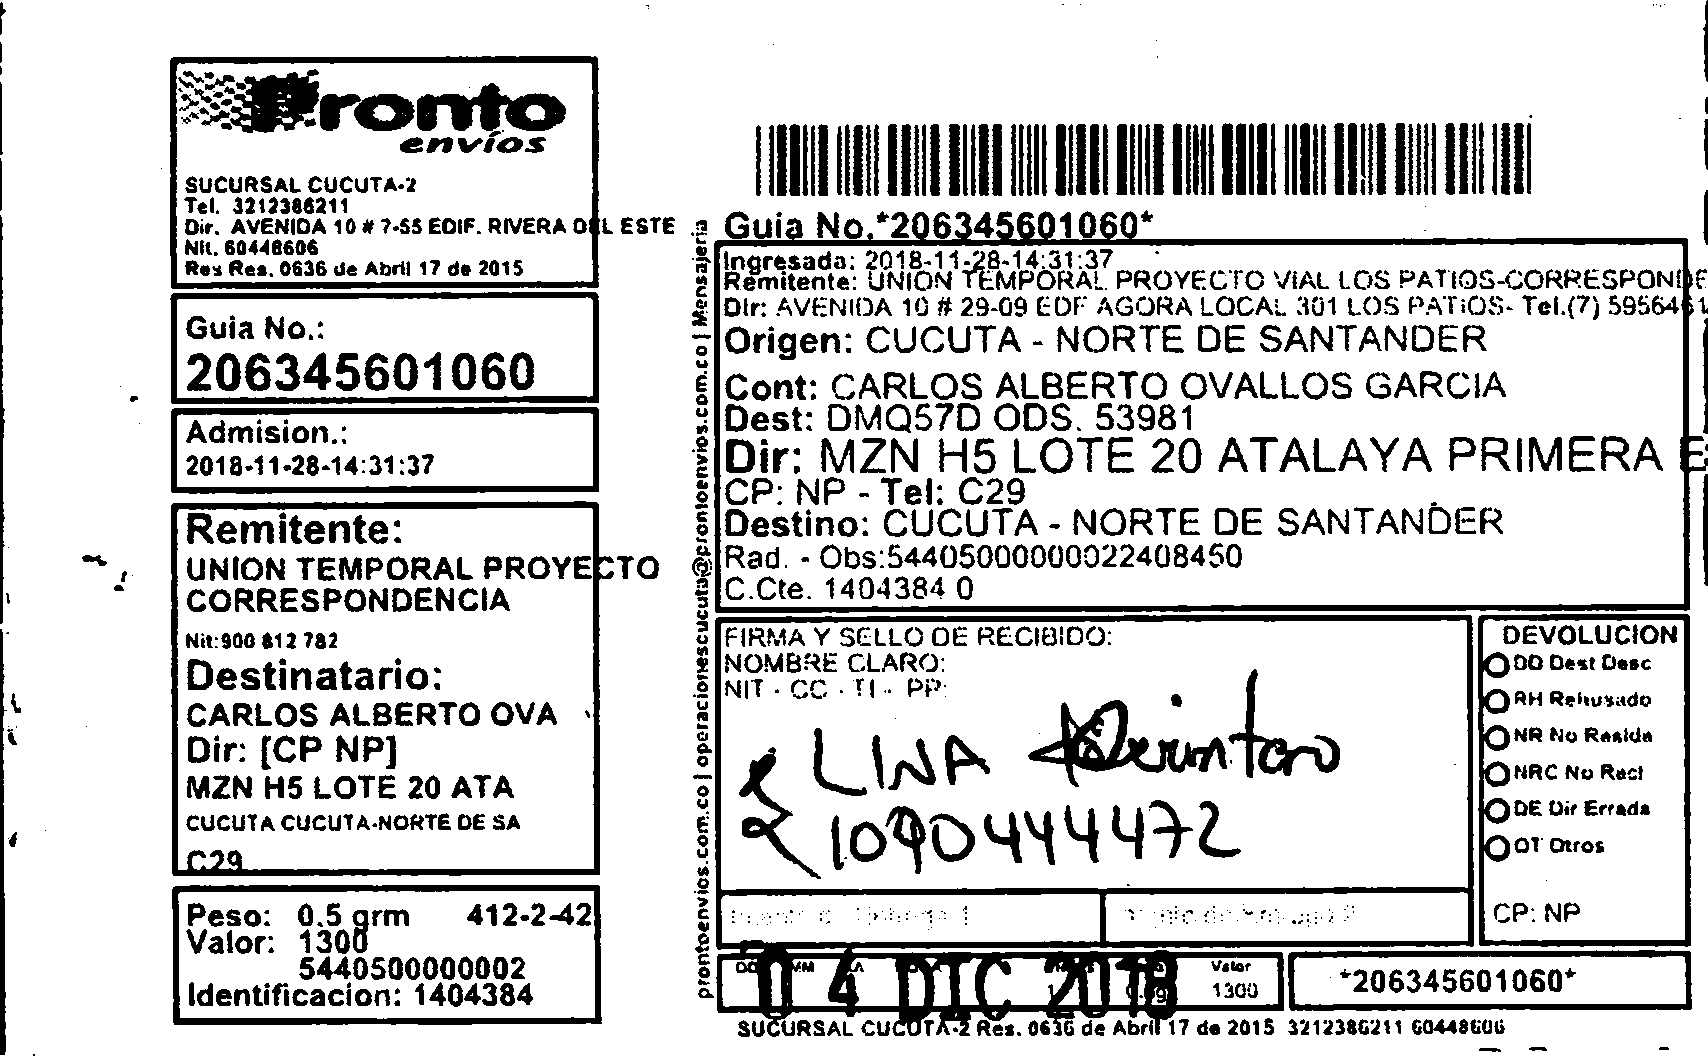 Pronto
envíos
SUCURSAL CUCUTA-2
Tel. 3212386211
Dir. AVENIDA 10 # 7-55 EDIF. RIVERA DEL ESTE
Nit. 60448606
Res Res. 0636 de Abril 17 de 2015
Guia No.:
206345601060
Admision.:
2018-11-28-14:31:37
Remitente:
UNION TEMPORAL PROYECTO
CORRESPONDENCIA
Nit:900 812 782
Destinatario:
CARLOS ALBERTO OVA
Dir: [CP NP]
MZN H5 LOTE 20 ATA
CUCUTA CUCUTA-NORTE DE SA
C29
Peso: 0.5 grm 412-2-42
Valor: 1300
5440500000002
Identificacion: 1404384
prontoenvios.com.co | operacionescucuta@prontoenvios.com.co | Mensajeria
Guia No.*206345601060*
Ingresada: 2018-11-28-14:31:37
Remitente: UNION TEMPORAL PROYECTO VIAL LOS PATIOS-CORRESPONDE
Dir: AVENIDA 10 # 29-09 EDF AGORA LOCAL 301 LOS PATIOS- Tel.(7) 595646
Origen: CUCUTA - NORTE DE SANTANDER
Cont: CARLOS ALBERTO OVALLOS GARCIA
Dest: DMQ57D ODS. 53981
Dir: MZN H5 LOTE 20 ATALAYA PRIMERA E
CP: NP - Tel: C29
Destino: CUCUTA - NORTE DE SANTANDER
Rad. - Obs:54405000000022408450
C.Cte. 1404384 0
FIRMA Y SELLO DE RECIBIDO:
NOMBRE CLARO:
NIT - CC - TI - PP:
LINA Quintero
1090444472
DEVOLUCION
DD Dest Desc
RH Rehusado
NR No Reside
NRC No Recl
DE Dir Errada
OT Otros
CP: NP
04 DIC 2018
Valor
1300
*206345601060*
SUCURSAL CUCUTA-2 Res. 0636 de Abril 17 de 2015 3212386211 60448606